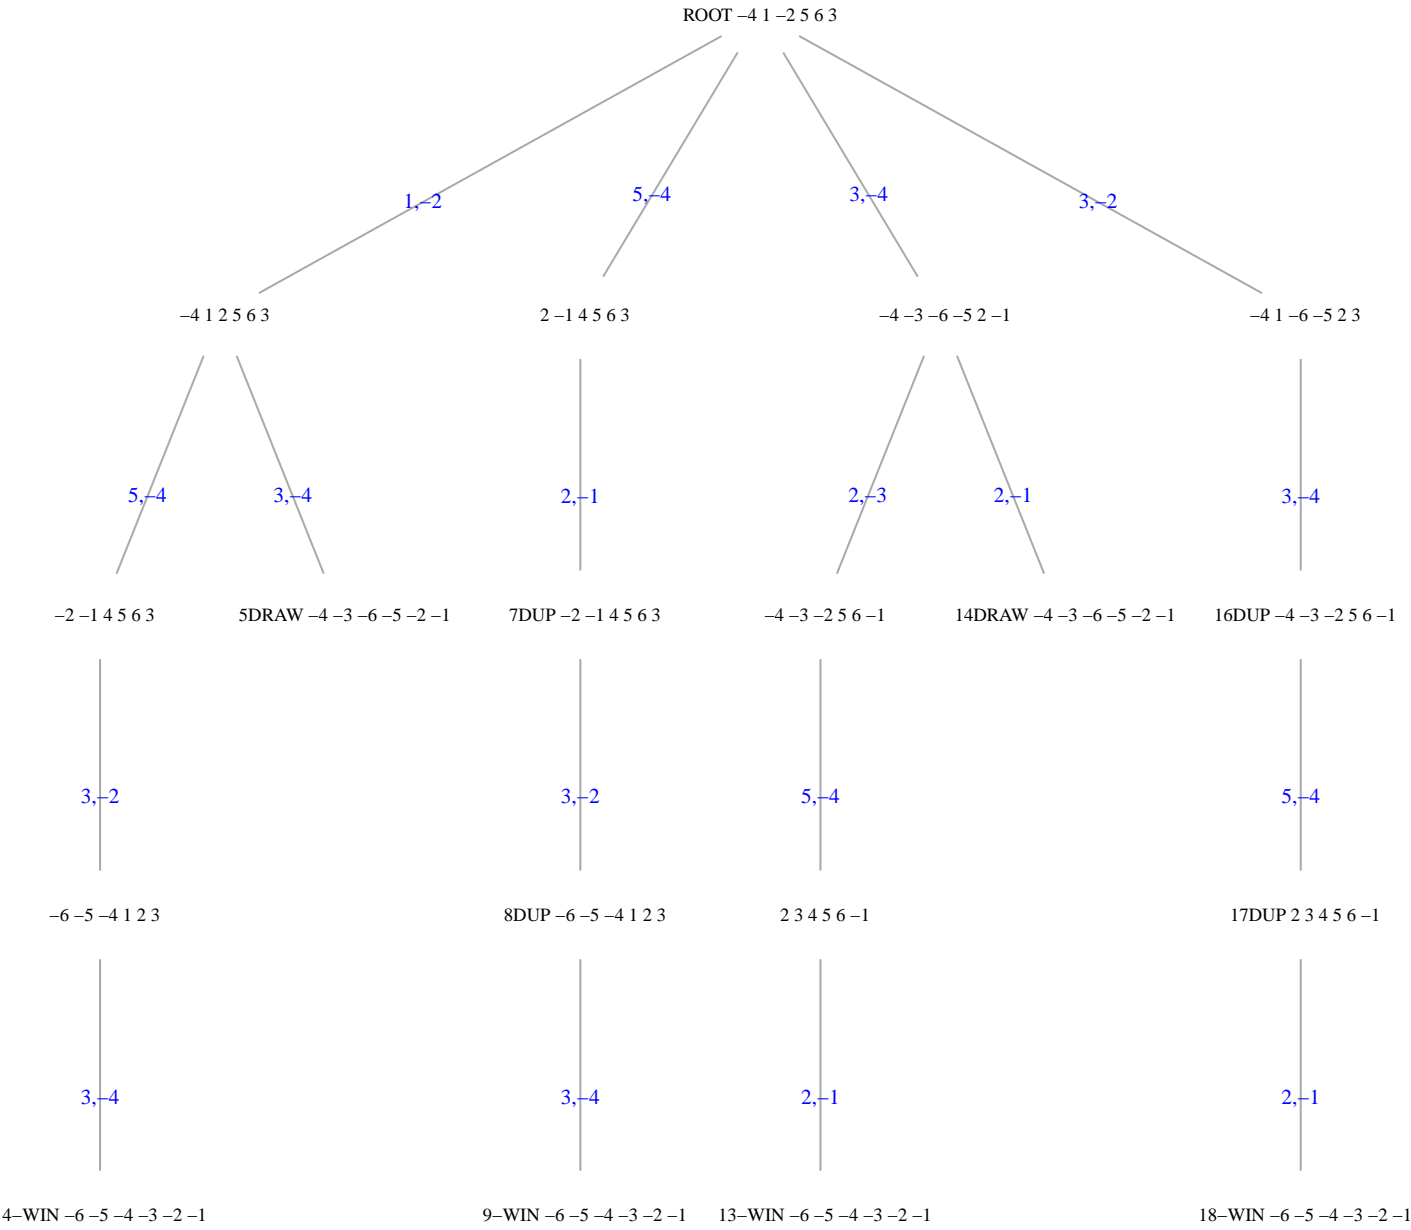 ROOT –4 1 –2 5 6 3
1,–2
5,–4
3,–4
3,–2
–4 1 2 5 6 3
2 –1 4 5 6 3
–4 –3 –6 –5 2 –1
–4 1 –6 –5 2 3
5,–4
3,–4
2,–1
2,–3
2,–1
3,–4
–2 –1 4 5 6 3
5DRAW –4 –3 –6 –5 –2 –1
7DUP –2 –1 4 5 6 3
–4 –3 –2 5 6 –1
14DRAW –4 –3 –6 –5 –2 –1
16DUP –4 –3 –2 5 6 –1
3,–2
3,–2
5,–4
5,–4
–6 –5 –4 1 2 3
8DUP –6 –5 –4 1 2 3
2 3 4 5 6 –1
17DUP 2 3 4 5 6 –1
3,–4
3,–4
2,–1
2,–1
4–WIN –6 –5 –4 –3 –2 –1
9–WIN –6 –5 –4 –3 –2 –1
13–WIN –6 –5 –4 –3 –2 –1
18–WIN –6 –5 –4 –3 –2 –1